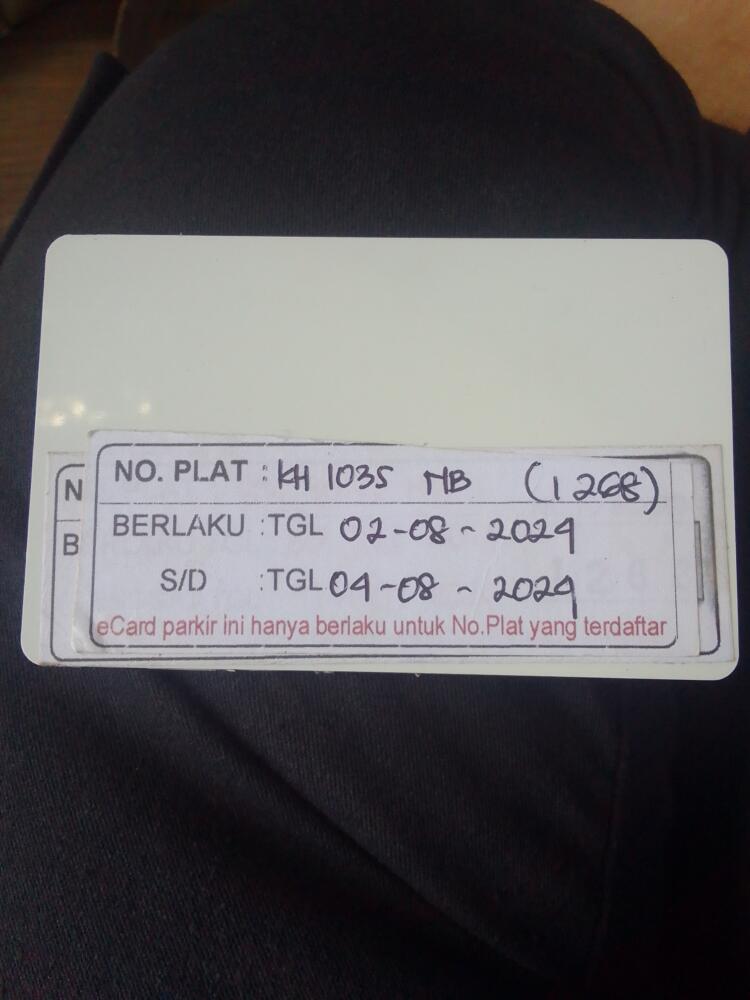 NO. PLAT : KH 1035 MB (1268)
BERLAKU :TGL 02-08-2024
S/D :TGL 04-08-2024
eCard parkir ini hanya berlaku untuk No.Plat yang terdaftar
N
B